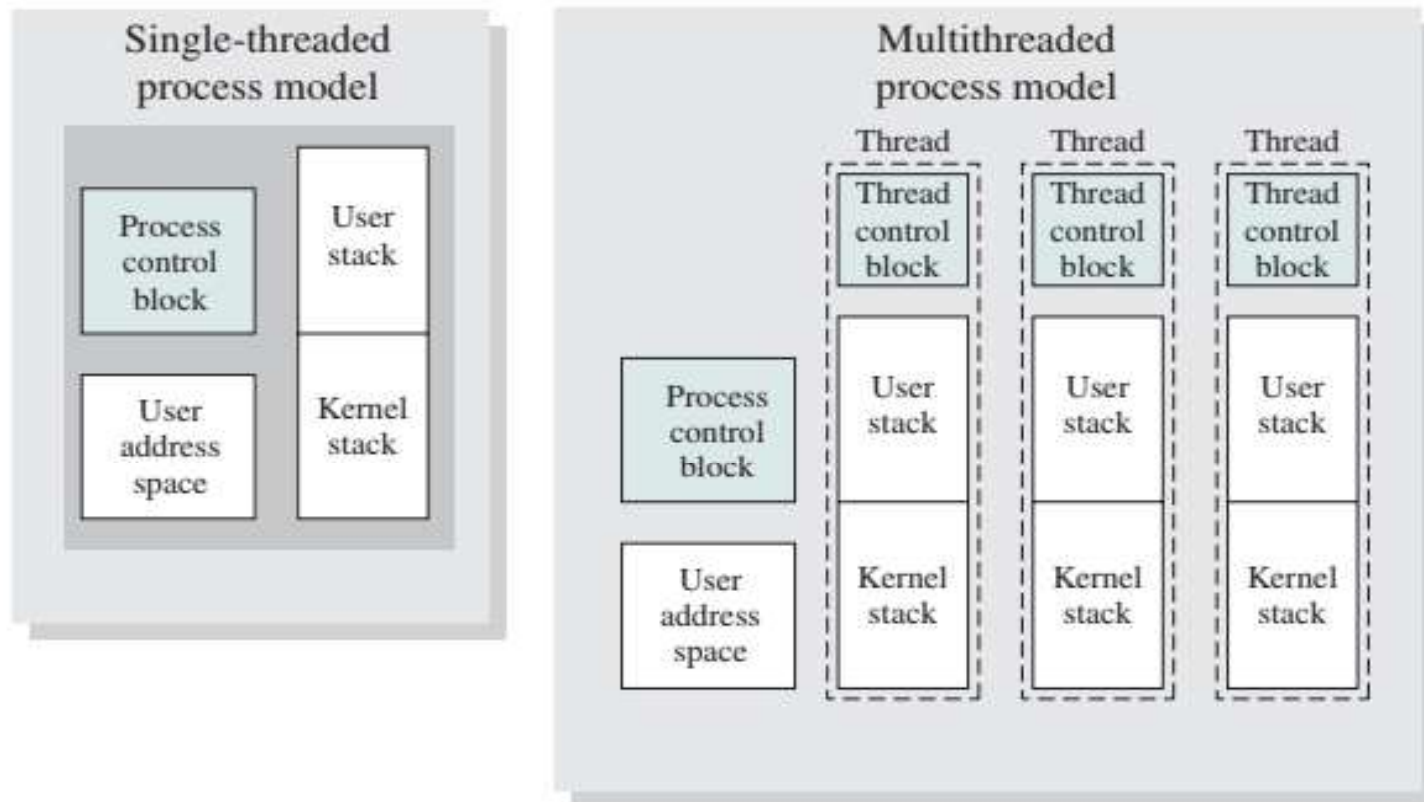 Single-threaded
process model
Process
control
block
User
stack
User
address
space
Kernel
stack
Multithreaded
process model
Process
control
block
User
address
space
Thread
Thread
control
block
User
stack
Kernel
stack
Thread
Thread
control
block
User
stack
Kernel
stack
Thread
Thread
control
block
User
stack
Kernel
stack